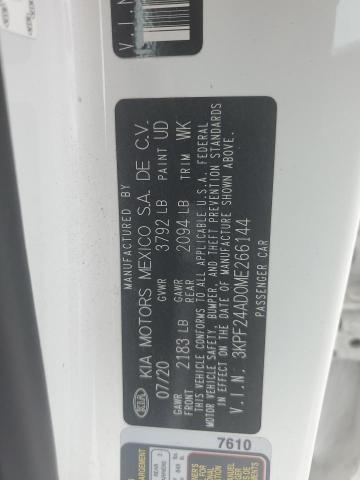 V.I.N
MANUFACTURED BY
KIA KIA MOTORS MEXICO S.A. DE C.V.
07/20 GVWR 3792 LB PAINT UD
GAWR FRONT 2183 LB GAWR REAR 2094 LB TRIM WK
THIS VEHICLE CONFORMS TO ALL APPLICABLE U.S.A. FEDERAL
MOTOR VEHICLE SAFETY, BUMPER, AND THEFT PREVENTION STANDARDS
IN EFFECT ON THE DATE OF MANUFACTURE SHOWN ABOVE.
V.I.N. 3KPF24AD0ME266144
PASSENGER CAR
7610